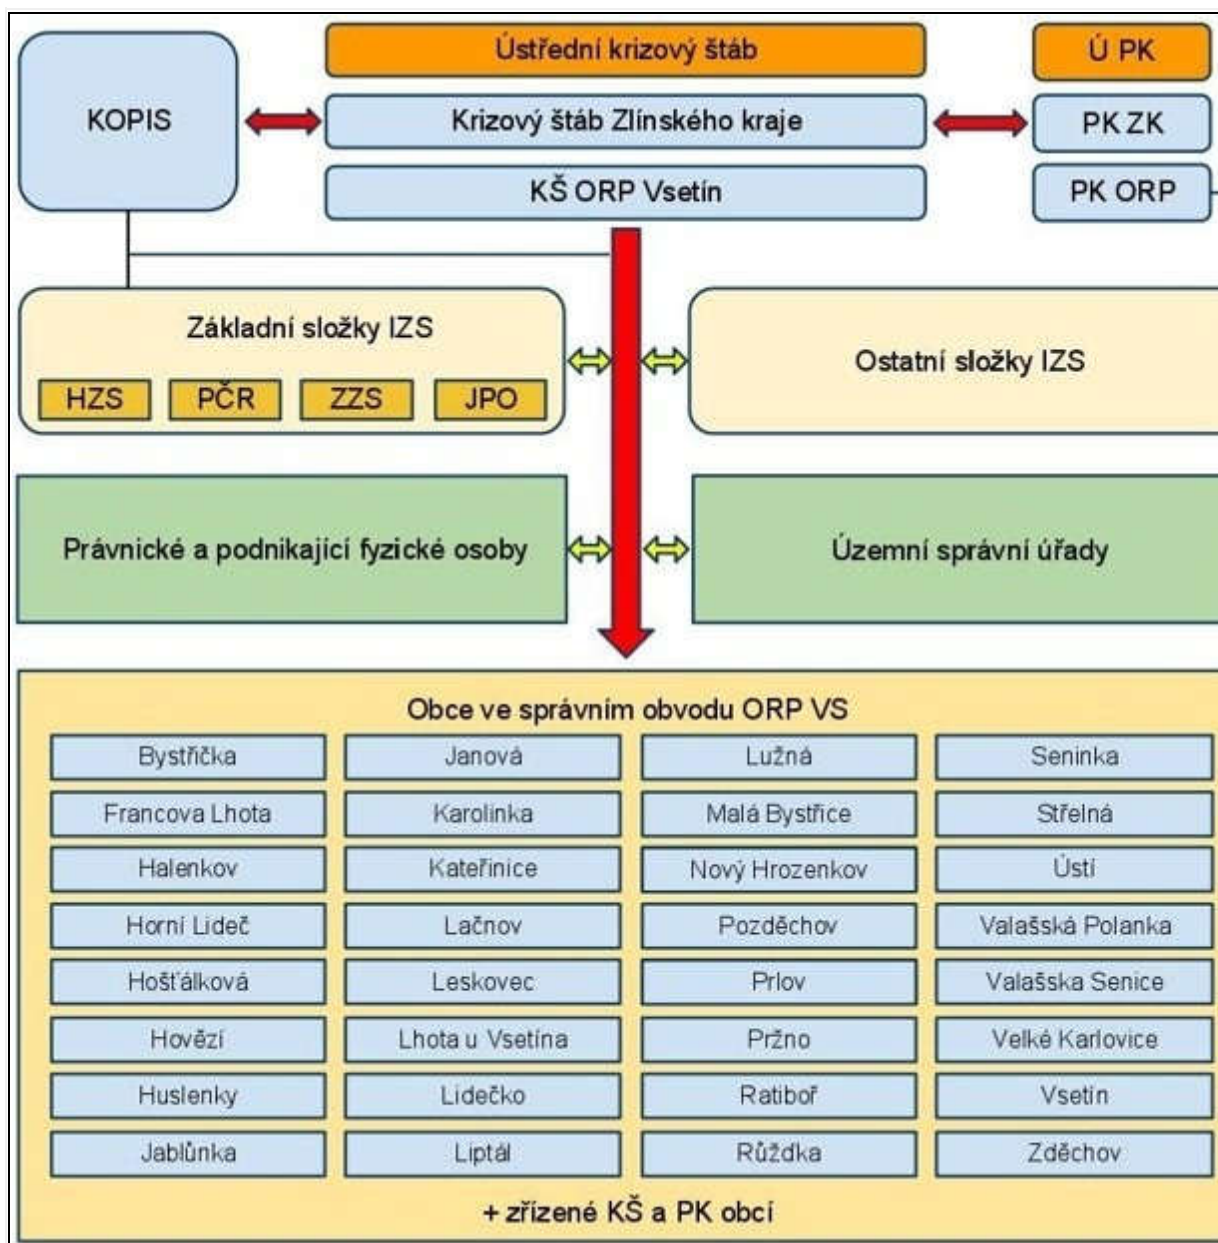 Ústřední krizový štáb
Ú PK
KOPIS
Krizový štáb Zlínského kraje
PK ZK
KŠ ORP Vsetín
PK ORP
Základní složky IZS
HZS
PČR
ZZS
JPO
Ostatní složky IZS
Právnické a podnikající fyzické osoby
Územní správní úřady
Obce ve správním obvodu ORP VS
Bystřička
Janová
Lužná
Seninka
Francova Lhota
Karolinka
Malá Bystřice
Střelná
Halenkov
Kateřinice
Nový Hrozenkov
Ústí
Horní Lideč
Lačnov
Pozděchov
Valašská Polanka
Hošťálková
Leskovec
Prlov
Valašska Senice
Hovězí
Lhota u Vsetína
Pržno
Velké Karlovice
Huslenky
Lidečko
Ratiboř
Vsetín
Jablůnka
Liptál
Růždka
Zděchov
+ zřízené KŠ a PK obcí